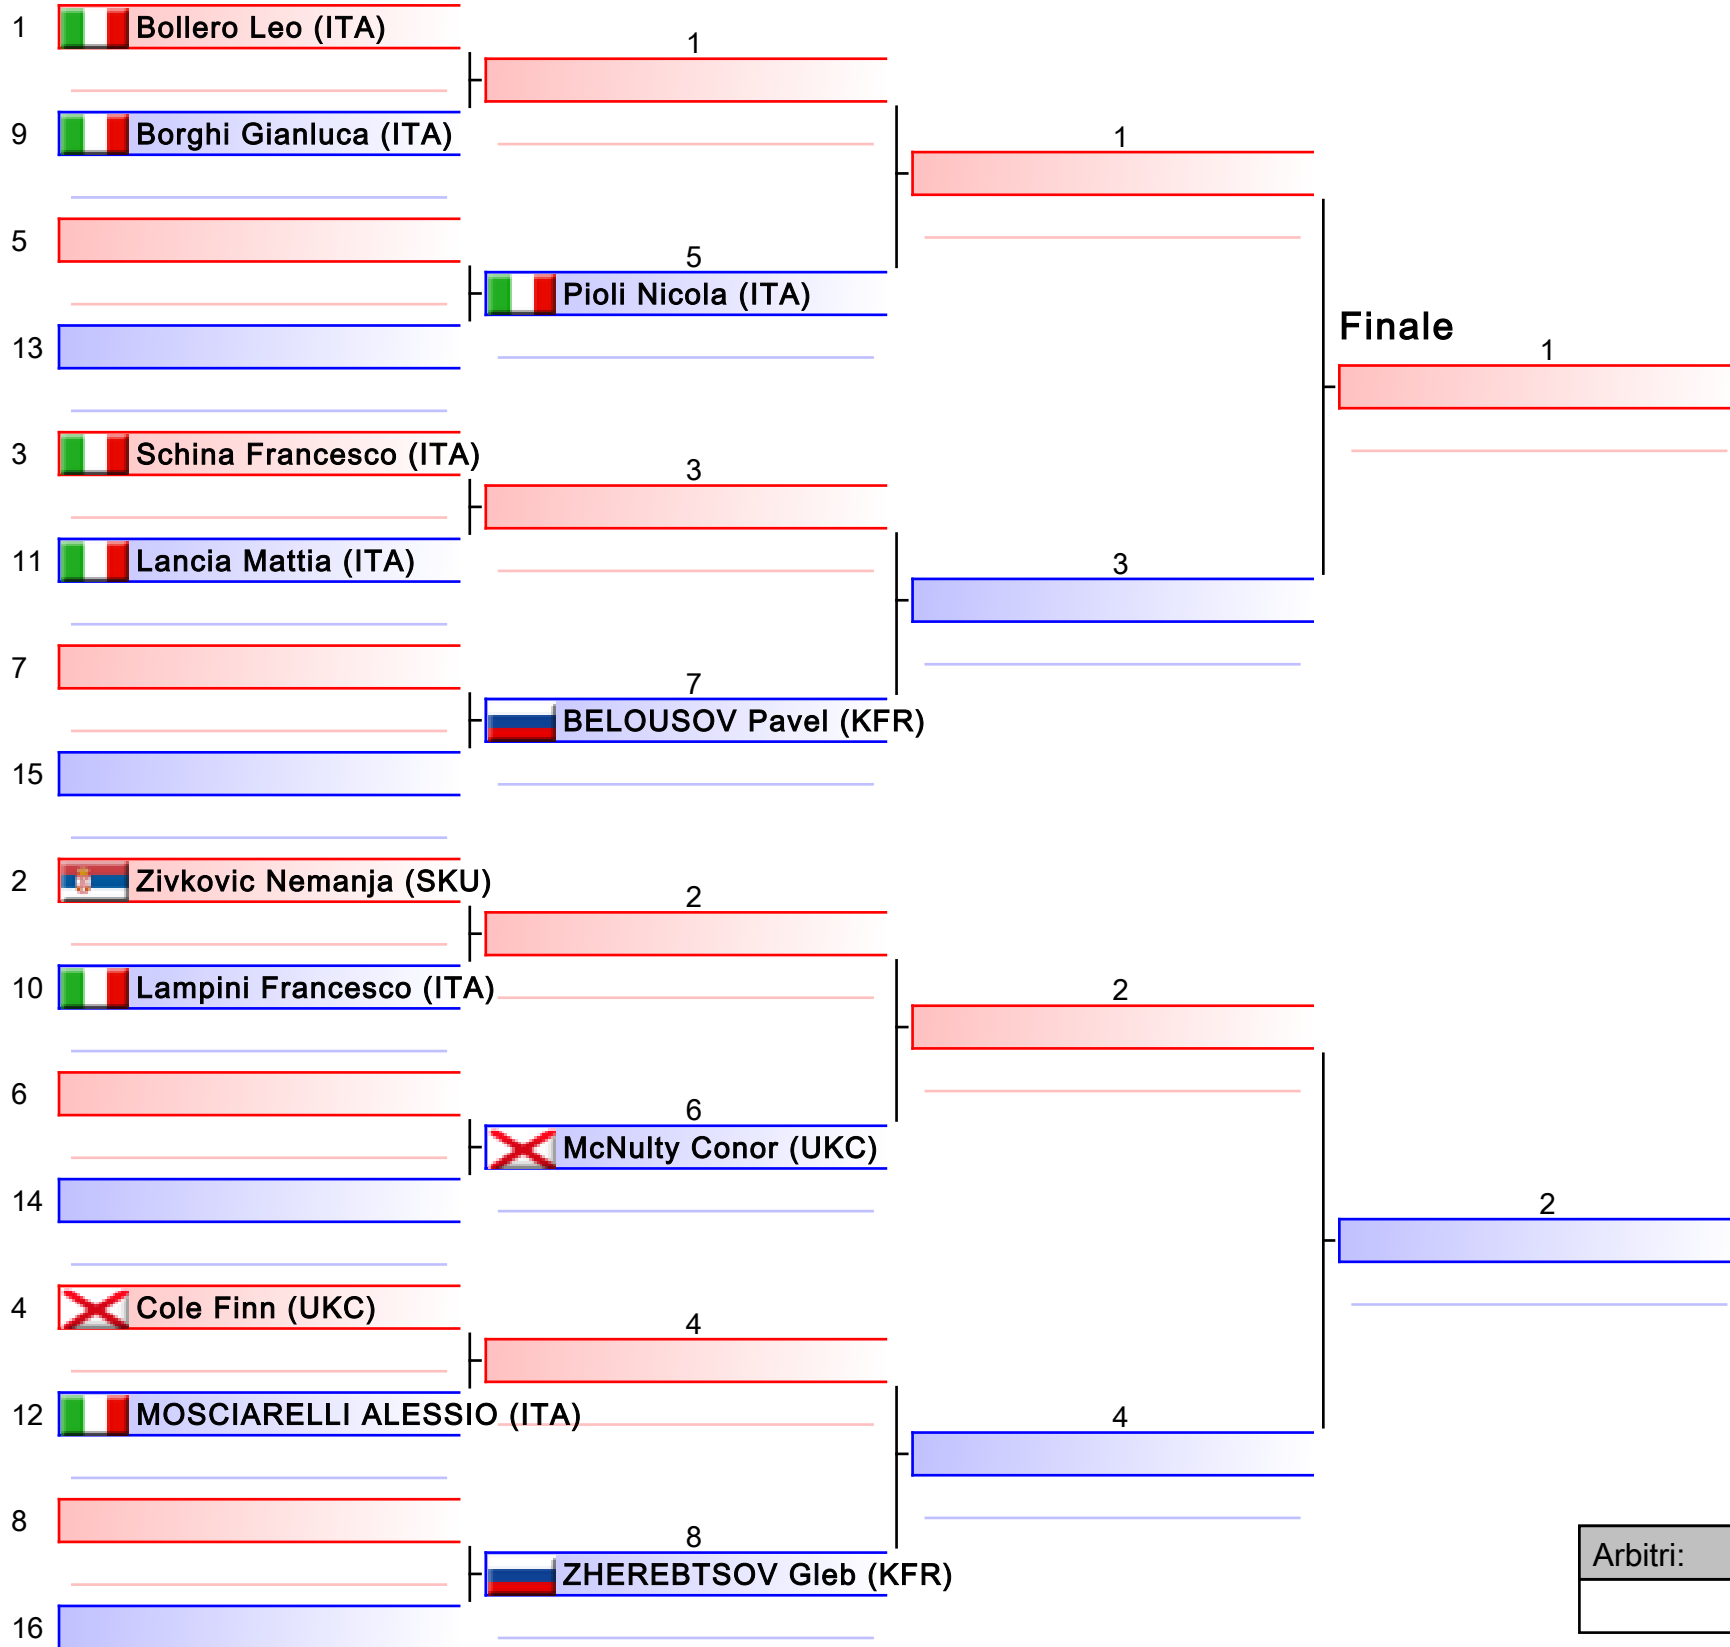 1 Bollero Leo (ITA)
1
9 Borghi Gianluca (ITA)
1
5
5
Pioli Nicola (ITA)
13
Finale
1
3 Schina Francesco (ITA)
3
11 Lancia Mattia (ITA)
3
7
7
BELOUSOV Pavel (KFR)
15
2 Zivkovic Nemanja (SKU)
2
10 Lampini Francesco (ITA)
2
6
6
McNulty Conor (UKC)
14
2
4 Cole Finn (UKC)
4
12 MOSCIARELLI ALESSIO (ITA)
4
8
8
ZHEREBTSOV Gleb (KFR)
Arbitri:
16